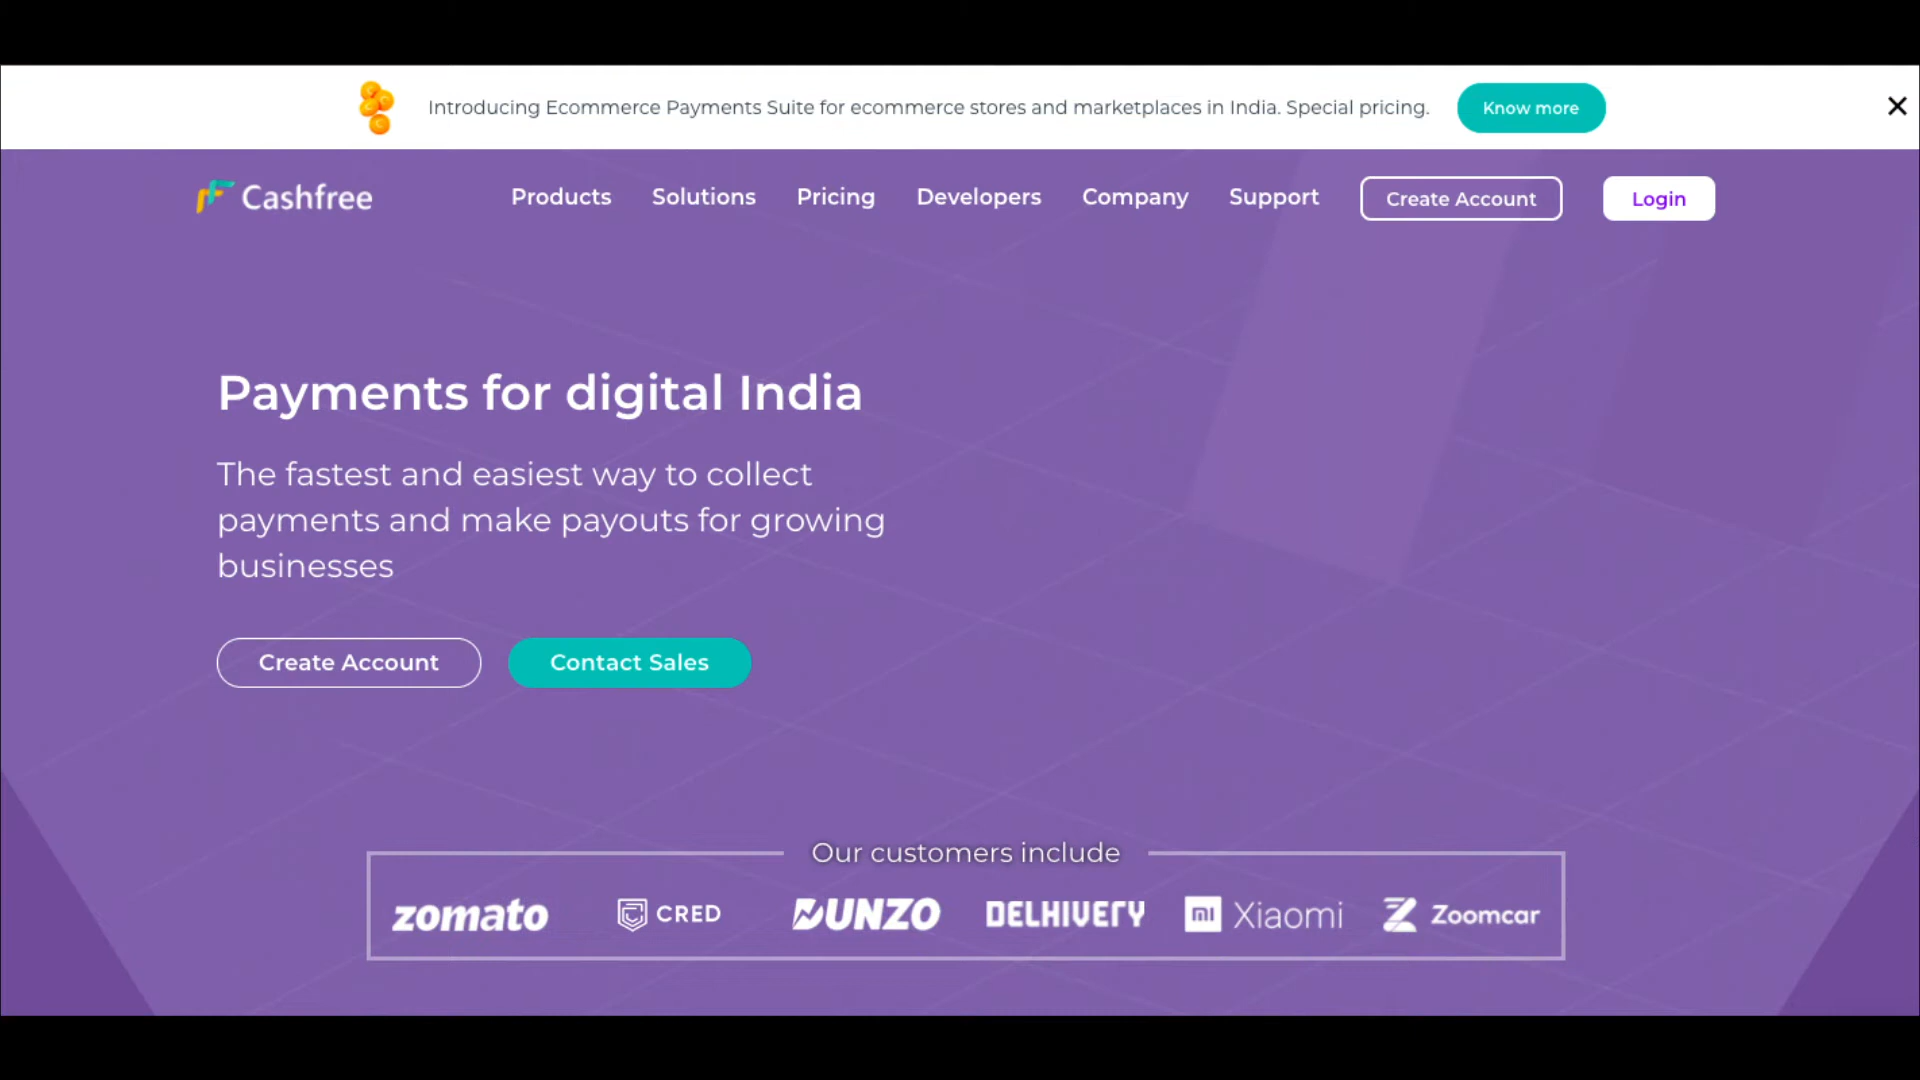 Introducing Ecommerce Payments Suite for ecommerce stores and marketplaces in India. Special pricing. Know more
Cashfree Products Solutions Pricing Developers Company Support Create Account Login
Payments for digital India
The fastest and easiest way to collect
payments and make payouts for growing
businesses
Create Account Contact Sales
Our customers include
zomato CRED DUNZO DELHIVERY mi Xiaomi Zoomcar